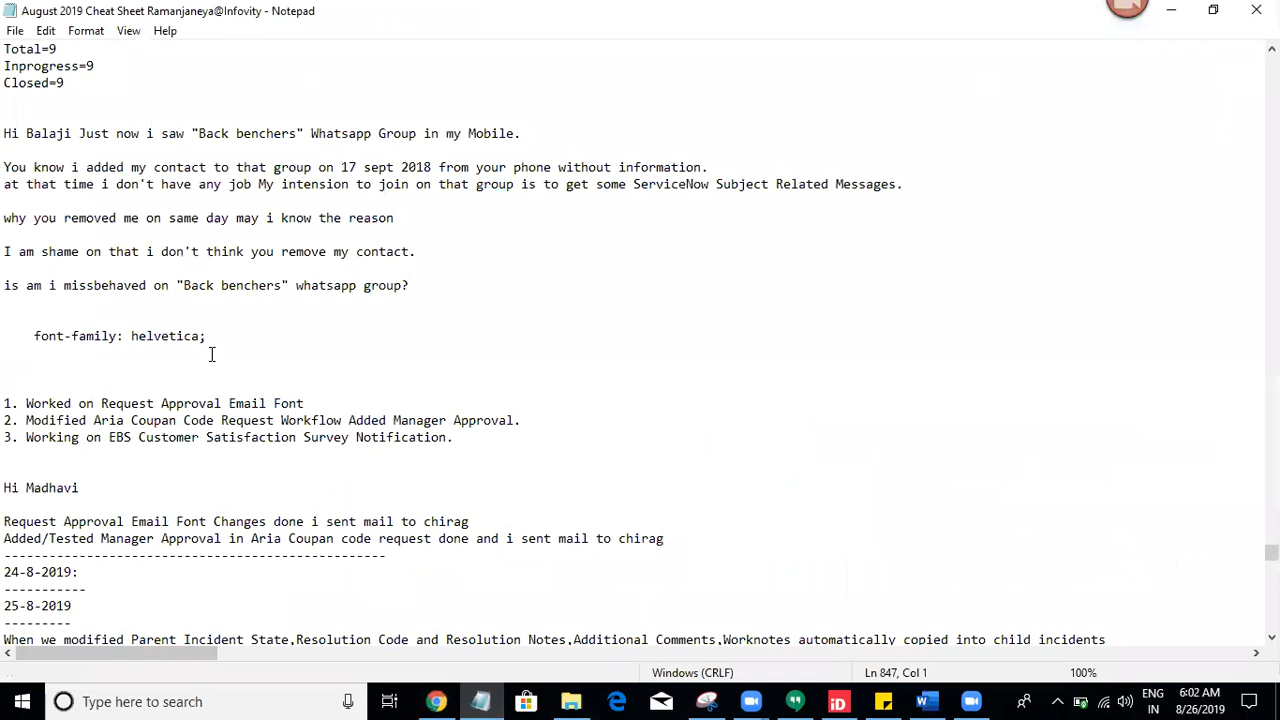 August 2019 Cheat Sheet Ramanjaneya@Infovity - Notepad
File Edit Format View Help
Total=9
Inprogress=9
Closed=9
Hi Balaji Just now i saw "Back benchers" Whatsapp Group in my Mobile.
You know i added my contact to that group on 17 sept 2018 from your phone without information.
at that time i don't have any job My intension to join on that group is to get some ServiceNow Subject Related Messages.
why you removed me on same day may i know the reason
I am shame on that i don't think you remove my contact.
is am i missbehaved on "Back benchers" whatsapp group?
font-family: helvetica;
1. Worked on Request Approval Email Font
2. Modified Aria Coupan Code Request Workflow Added Manager Approval.
3. Working on EBS Customer Satisfaction Survey Notification.
Hi Madhavi
Request Approval Email Font Changes done i sent mail to chirag
Added/Tested Manager Approval in Aria Coupan code request done and i sent mail to chirag
---------------------------------------------------
24-8-2019:
-----------
25-8-2019
---------
When we modified Parent Incident State,Resolution Code and Resolution Notes,Additional Comments,Worknotes automatically copied into child incidents
Windows (CRLF) Ln 847, Col 1 100%
Type here to search
ENG 6:02 AM
IN 8/26/2019